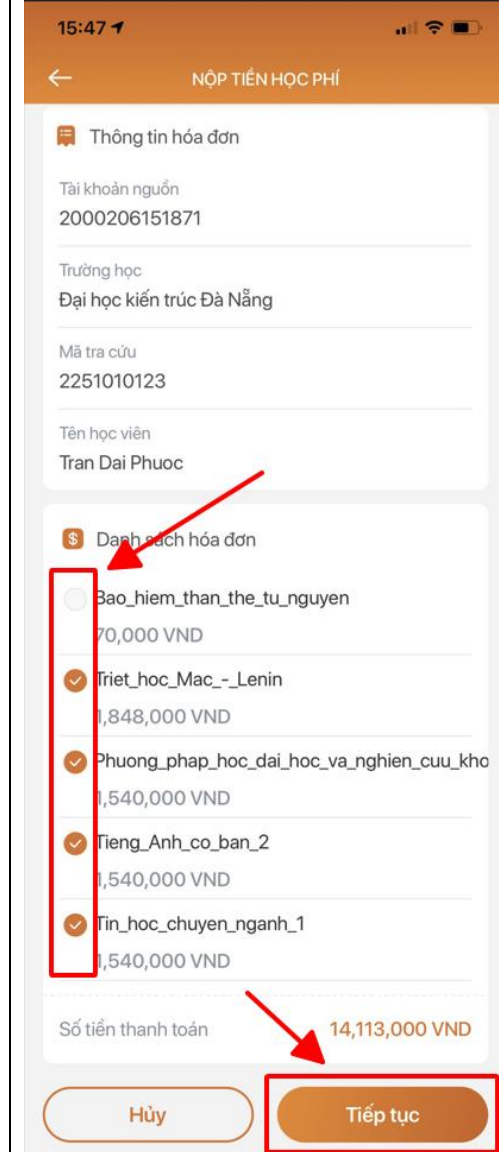 15:47
NỘP TIỀN HỌC PHÍ
Thông tin hóa đơn
Tài khoản nguồn
2000206151871
Trường học
Đại học kiến trúc Đà Nẵng
Mã tra cứu
2251010123
Tên học viên
Tran Dai Phuoc
$ Danh sách hóa đơn
Bao_hiem_than_the_tu_nguyen
70,000 VND
Triet_hoc_Mac_-_Lenin
1,848,000 VND
Phuong_phap_hoc_dai_hoc_va_nghien_cuu_kho
1,540,000 VND
Tieng_Anh_co_ban_2
1,540,000 VND
Tin_hoc_chuyen_nganh_1
1,540,000 VND
Số tiền thanh toán 14,113,000 VND
Hủy Tiếp tục